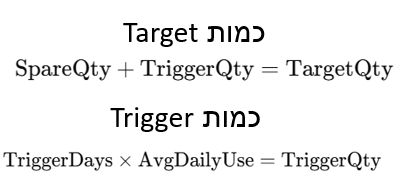 כמות Target
SpareQty + TriggerQty = TargetQty
כמות Trigger
TriggerDays × AvgDailyUse = TriggerQty